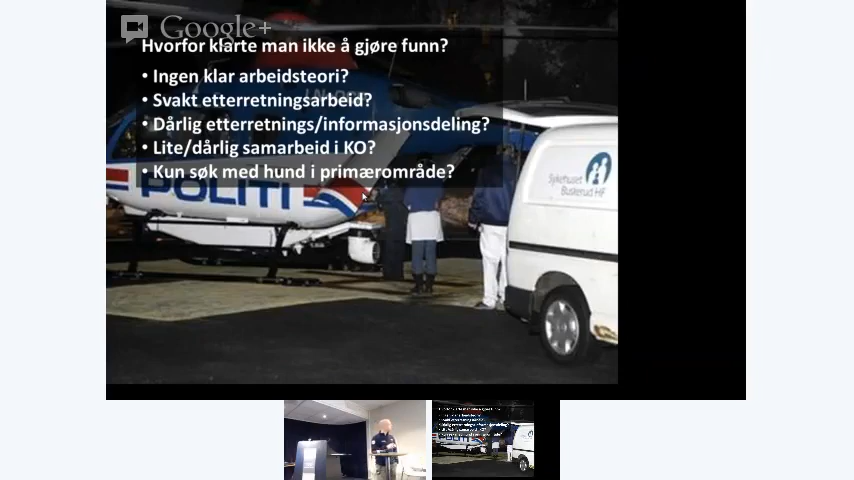 Google+
Hvorfor klarte man ikke å gjøre funn?
• Ingen klar arbeidsteori?
• Svakt etterretningsarbeid?
• Dårlig etterretnings/informasjonsdeling?
• Lite/dårlig samarbeid i KO?
• Kun søk med hund i primærområde?
POLITI
Sykehuset
Buskerud HF